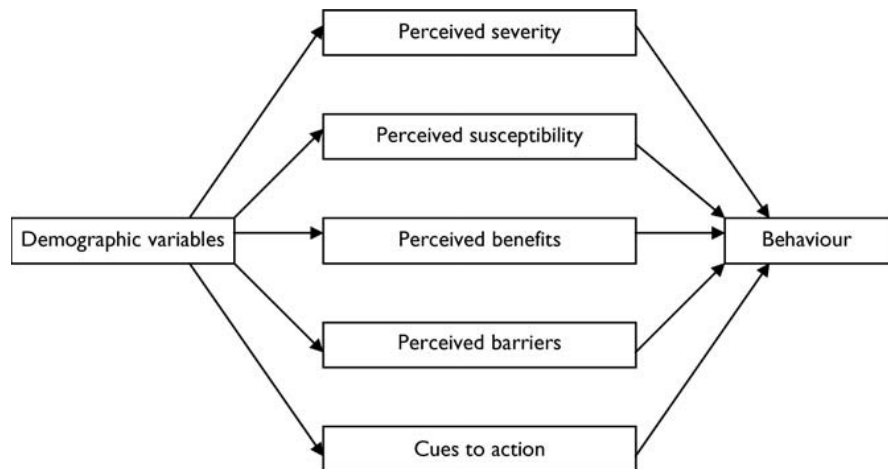 Perceived severity
Perceived susceptibility
Demographic variables
Perceived benefits
Behaviour
Perceived barriers
Cues to action